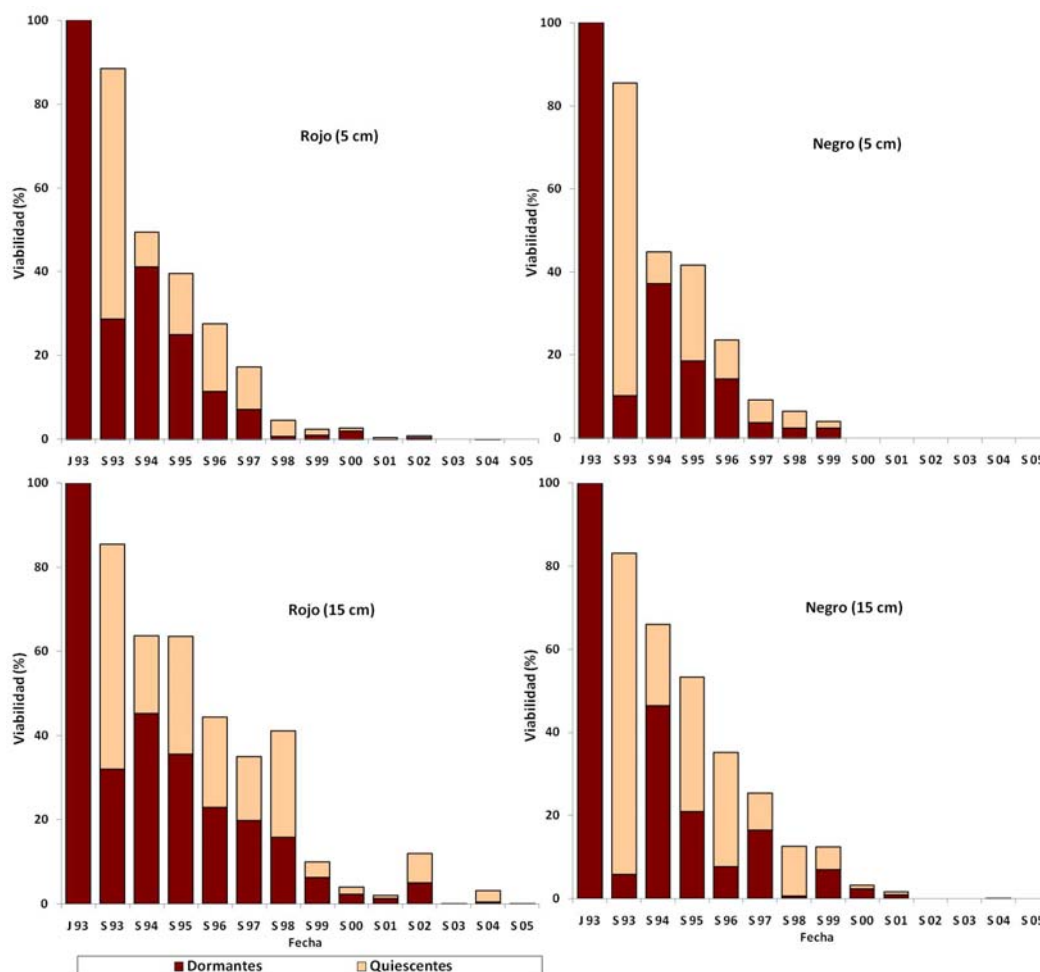 100
80
60
40
20
0
Viabilidad (%)
Rojo (5 cm)
J 93 S 93 S 94 S 95 S 96 S 97 S 98 S 99 S 00 S 01 S 02 S 03 S 04 S 05
100
80
60
40
20
0
Viabilidad (%)
Negro (5 cm)
J 93 S 93 S 94 S 95 S 96 S 97 S 98 S 99 S 00 S 01 S 02 S 03 S 04 S 05
100
80
60
40
20
0
Viabilidad (%)
Rojo (15 cm)
J 93 S 93 S 94 S 95 S 96 S 97 S 98 S 99 S 00 S 01 S 02 S 03 S 04 S 05
Fecha
100
80
60
40
20
0
Viabilidad (%)
Negro (15 cm)
J 93 S 93 S 94 S 95 S 96 S 97 S 98 S 99 S 00 S 01 S 02 S 03 S 04 S 05
Fecha
Dormantes Quiescentes